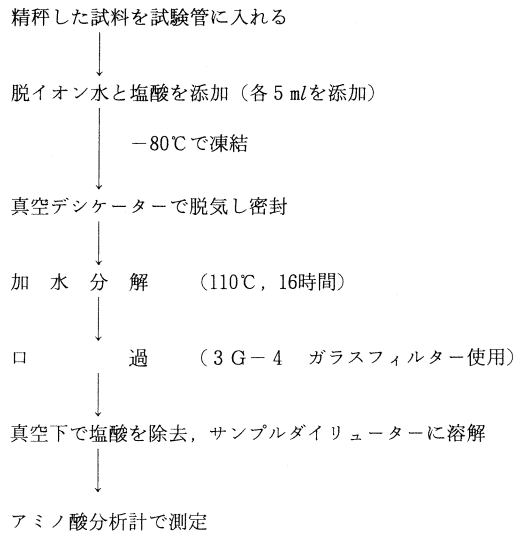 精秤した試料を試験管に入れる
脱イオン水と塩酸を添加（各5mlを添加）
－80℃で凍結
真空デシケーターで脱気し密封
加水分解　（110℃，16時間）
口過　（3G－4　ガラスフィルター使用）
真空下で塩酸を除去，サンプルダイリューターに溶解
アミノ酸分析計で測定